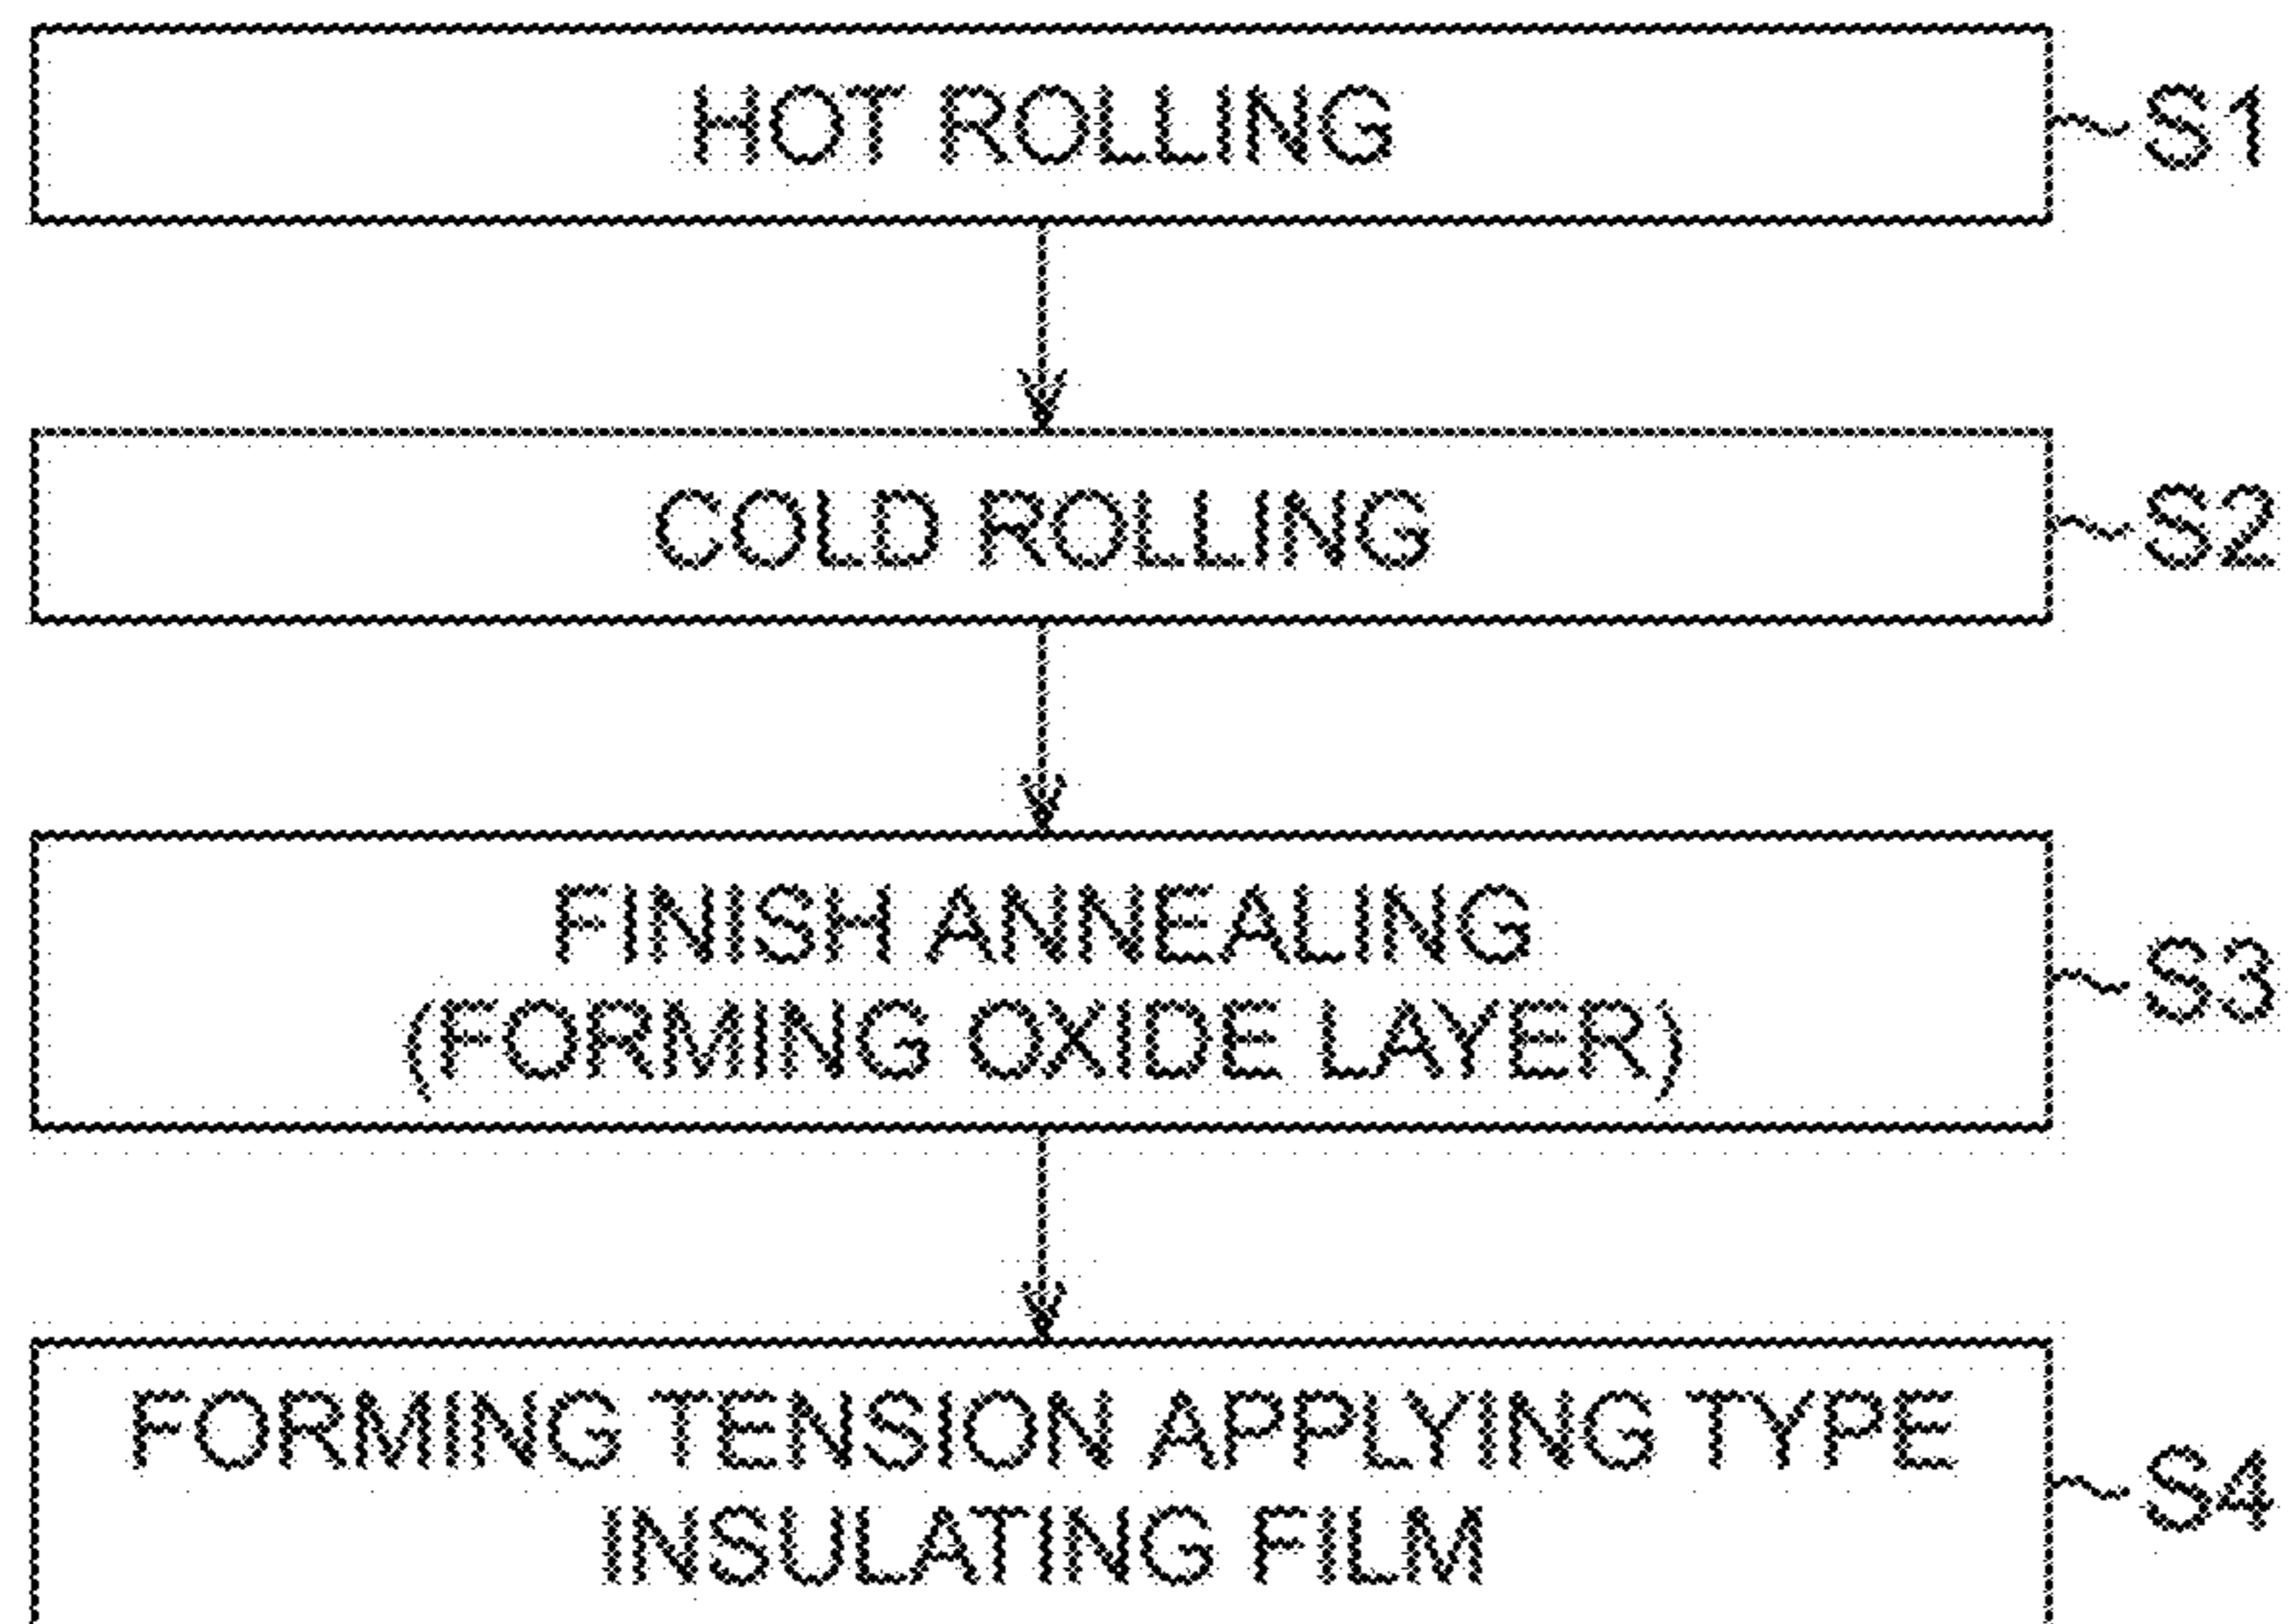 HOT ROLLING S1
COLD ROLLING S2
FINISH ANNEALING
(FORMING OXIDE LAYER) S3
FORMING TENSION APPLYING TYPE
INSULATING FILM S4